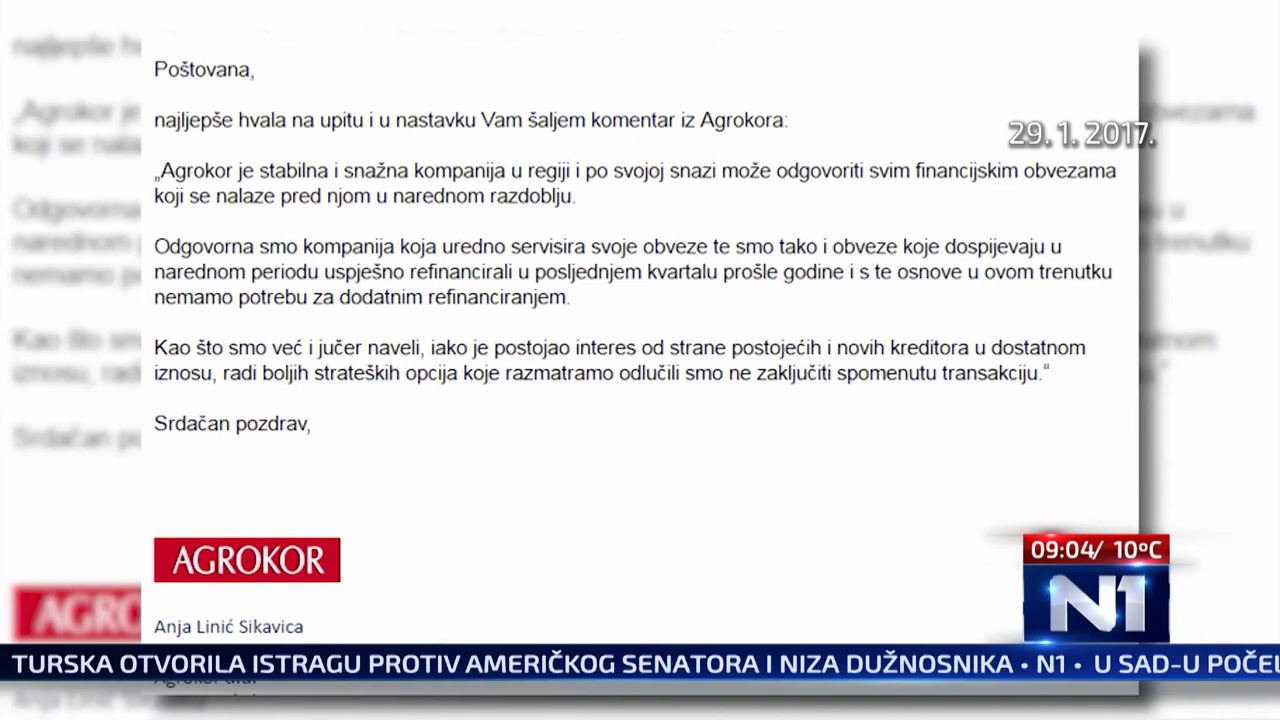 Poštovana,
najljepše hvala na upitu i u nastavku Vam šaljem komentar iz Agrokora:
29. 1. 2017.
„Agrokor je stabilna i snažna kompanija u regiji i po svojoj snazi može odgovoriti svim financijskim obvezama
koji se nalaze pred njom u narednom razdoblju.
Odgovorna smo kompanija koja uredno servisira svoje obveze te smo tako i obveze koje dospijevaju u
narednom periodu uspješno refinancirali u posljednjem kvartalu prošle godine i s te osnove u ovom trenutku
nemamo potrebu za dodatnim refinanciranjem.
Kao što smo već i jučer naveli, iako je postojao interes od strane postojećih i novih kreditora u dostatnom
iznosu, radi boljih strateških opcija koje razmatramo odlučili smo ne zaključiti spomenutu transakciju.“
Srdačan pozdrav,
AGROKOR
Anja Linić Sikavica
09:04/ 10ºC
N1
TURSKA OTVORILA ISTRAGU PROTIV AMERIČKOG SENATORA I NIZA DUŽNOSNIKA • N1 • U SAD-U POČEL